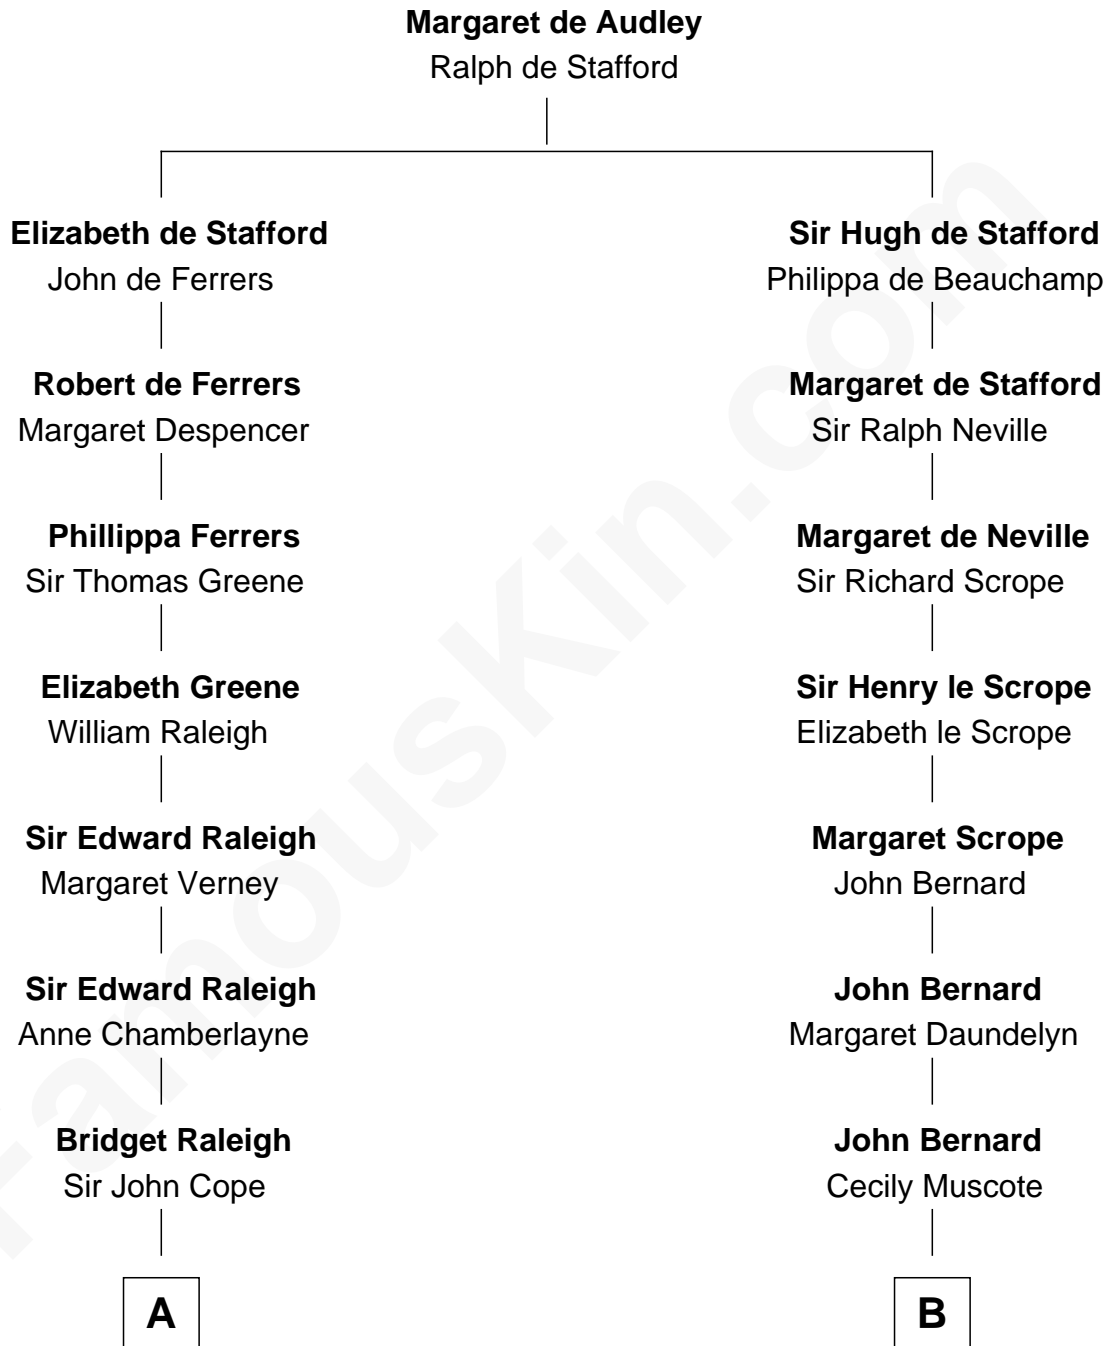 Margaret de Audley
Ralph de Stafford
Elizabeth de Stafford
John de Ferrers
Sir Hugh de Stafford
Philippa de Beauchamp
Robert de Ferrers
Margaret Despencer
Margaret de Stafford
Sir Ralph Neville
Phillippa Ferrers
Sir Thomas Greene
Margaret de Neville
Sir Richard Scrope
Elizabeth Greene
William Raleigh
Sir Henry le Scrope
Elizabeth le Scrope
Sir Edward Raleigh
Margaret Verney
Margaret Scrope
John Bernard
Sir Edward Raleigh
Anne Chamberlayne
John Bernard
Margaret Daundelyn
Bridget Raleigh
Sir John Cope
John Bernard
Cecily Muscote
A
B
FamousKin.com